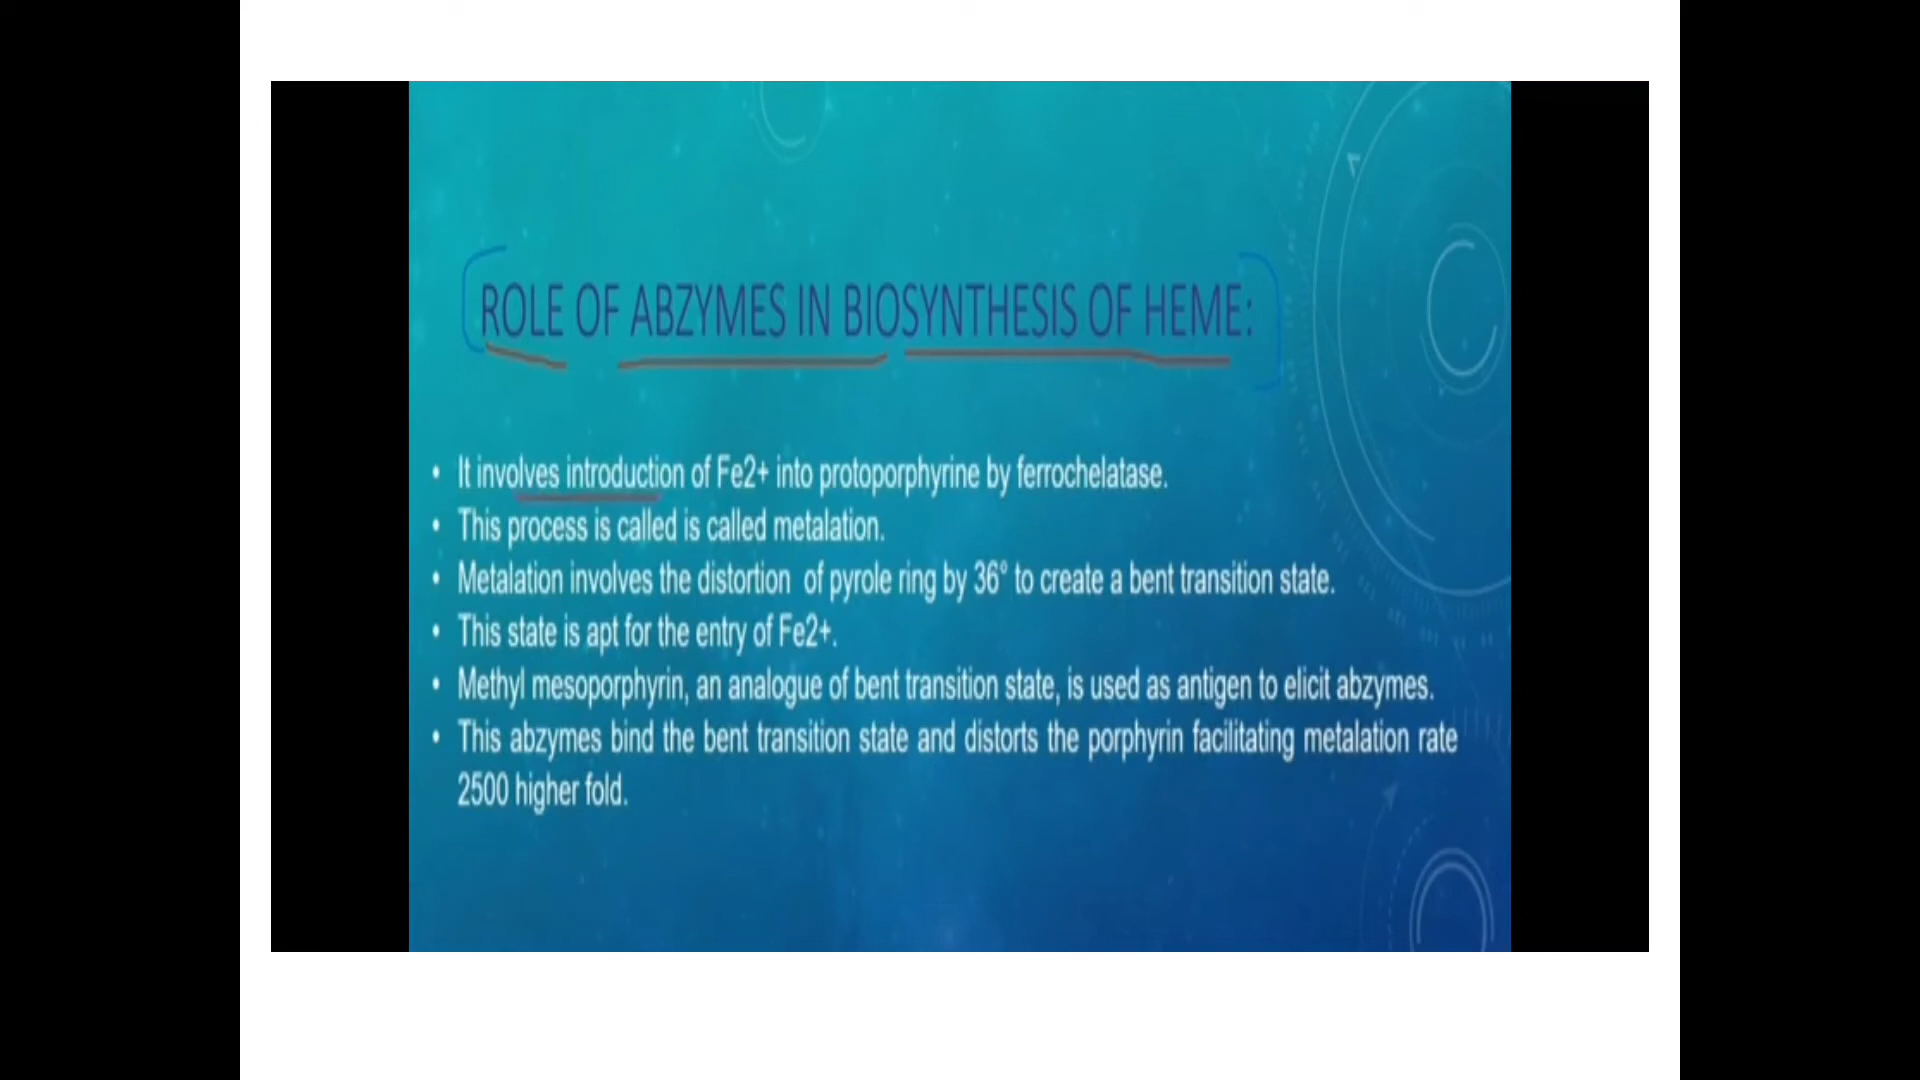 ROLE OF ABZYMES IN BIOSYNTHESIS OF HEME:
• It involves introduction of Fe2+ into protoporphyrine by ferrochelatase.
• This process is called is called metalation.
• Metalation involves the distortion of pyrole ring by 36° to create a bent transition state.
• This state is apt for the entry of Fe2+.
• Methyl mesoporphyrin, an analogue of bent transition state, is used as antigen to elicit abzymes.
• This abzymes bind the bent transition state and distorts the porphyrin facilitating metalation rate
2500 higher fold.